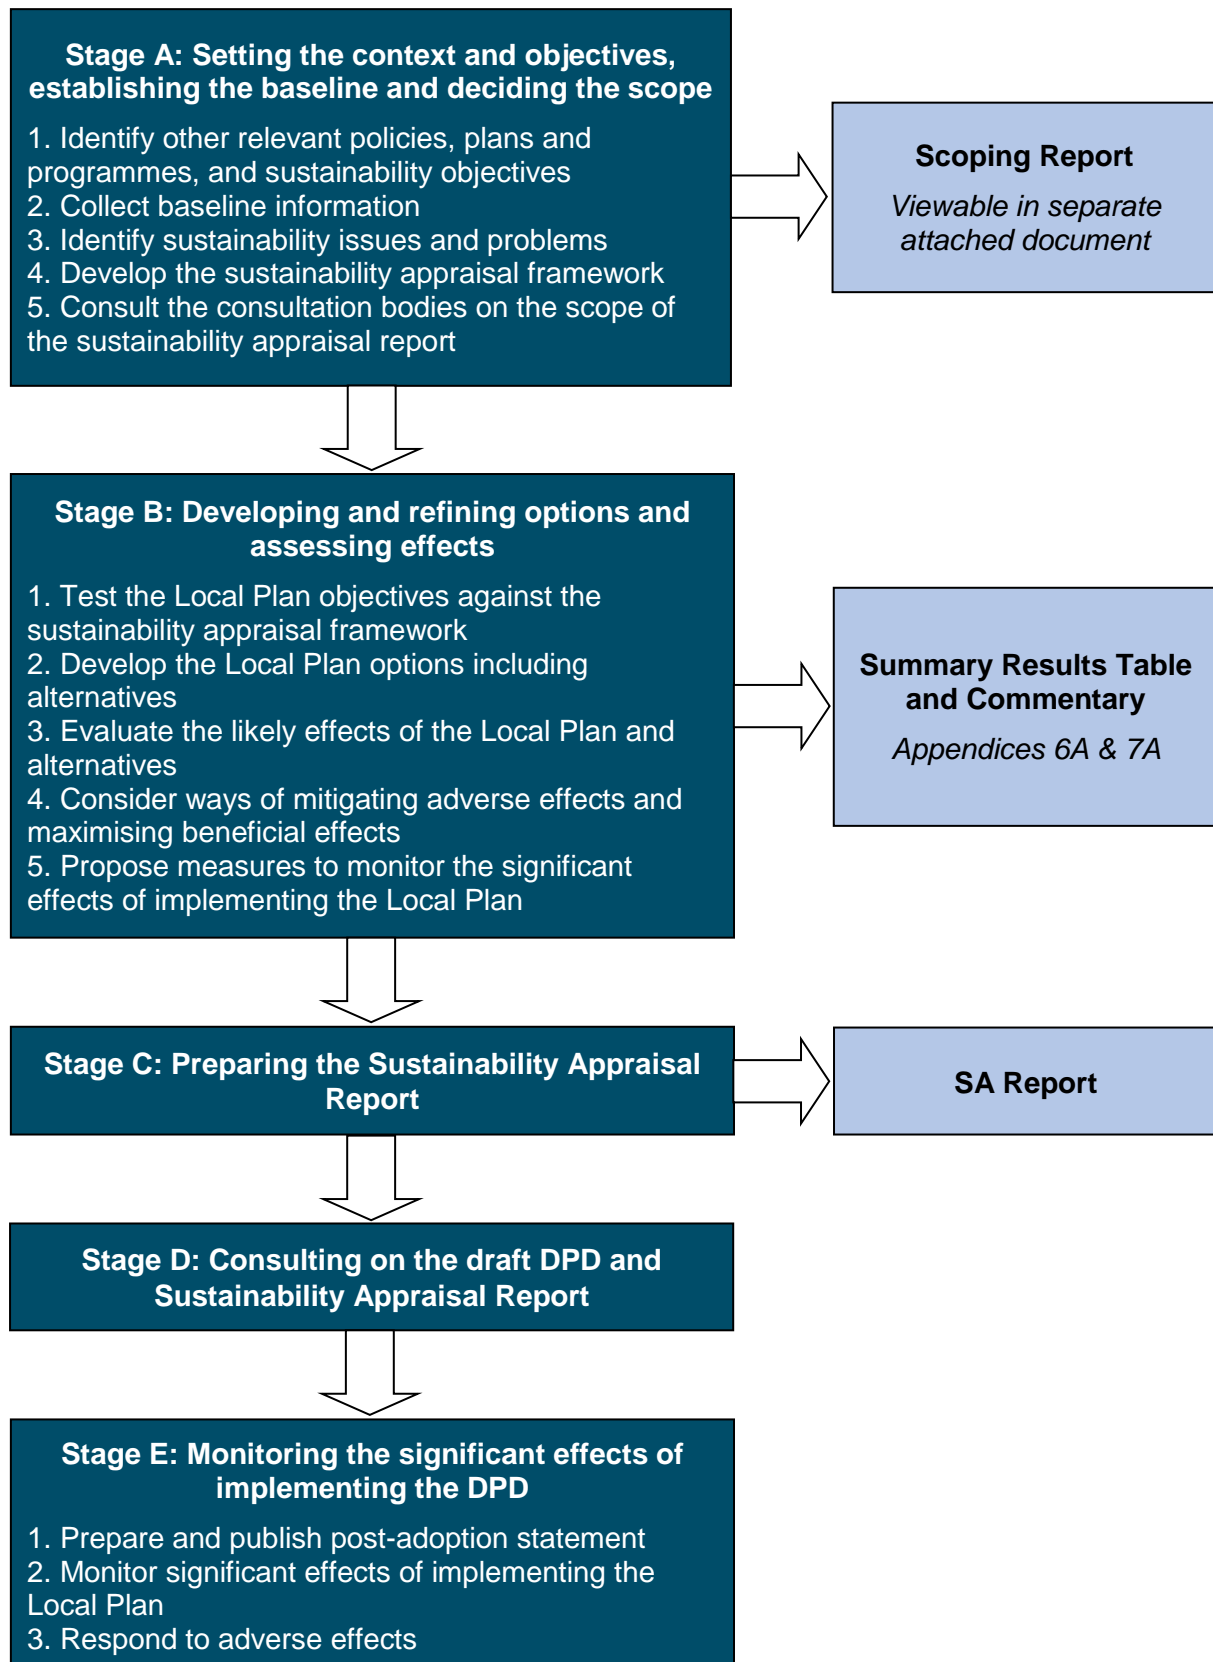 Stage A: Setting the context and objectives,
establishing the baseline and deciding the scope
1. Identify other relevant policies, plans and
programmes, and sustainability objectives
2. Collect baseline information
3. Identify sustainability issues and problems
4. Develop the sustainability appraisal framework
5. Consult the consultation bodies on the scope of
the sustainability appraisal report
Scoping Report
Viewable in separate
attached document
Stage B: Developing and refining options and
assessing effects
1. Test the Local Plan objectives against the
sustainability appraisal framework
2. Develop the Local Plan options including
alternatives
3. Evaluate the likely effects of the Local Plan and
alternatives
4. Consider ways of mitigating adverse effects and
maximising beneficial effects
5. Propose measures to monitor the significant
effects of implementing the Local Plan
Summary Results Table
and Commentary
Appendices 6A & 7A
Stage C: Preparing the Sustainability Appraisal
Report
SA Report
Stage D: Consulting on the draft DPD and
Sustainability Appraisal Report
Stage E: Monitoring the significant effects of
implementing the DPD
1. Prepare and publish post-adoption statement
2. Monitor significant effects of implementing the
Local Plan
3. Respond to adverse effects